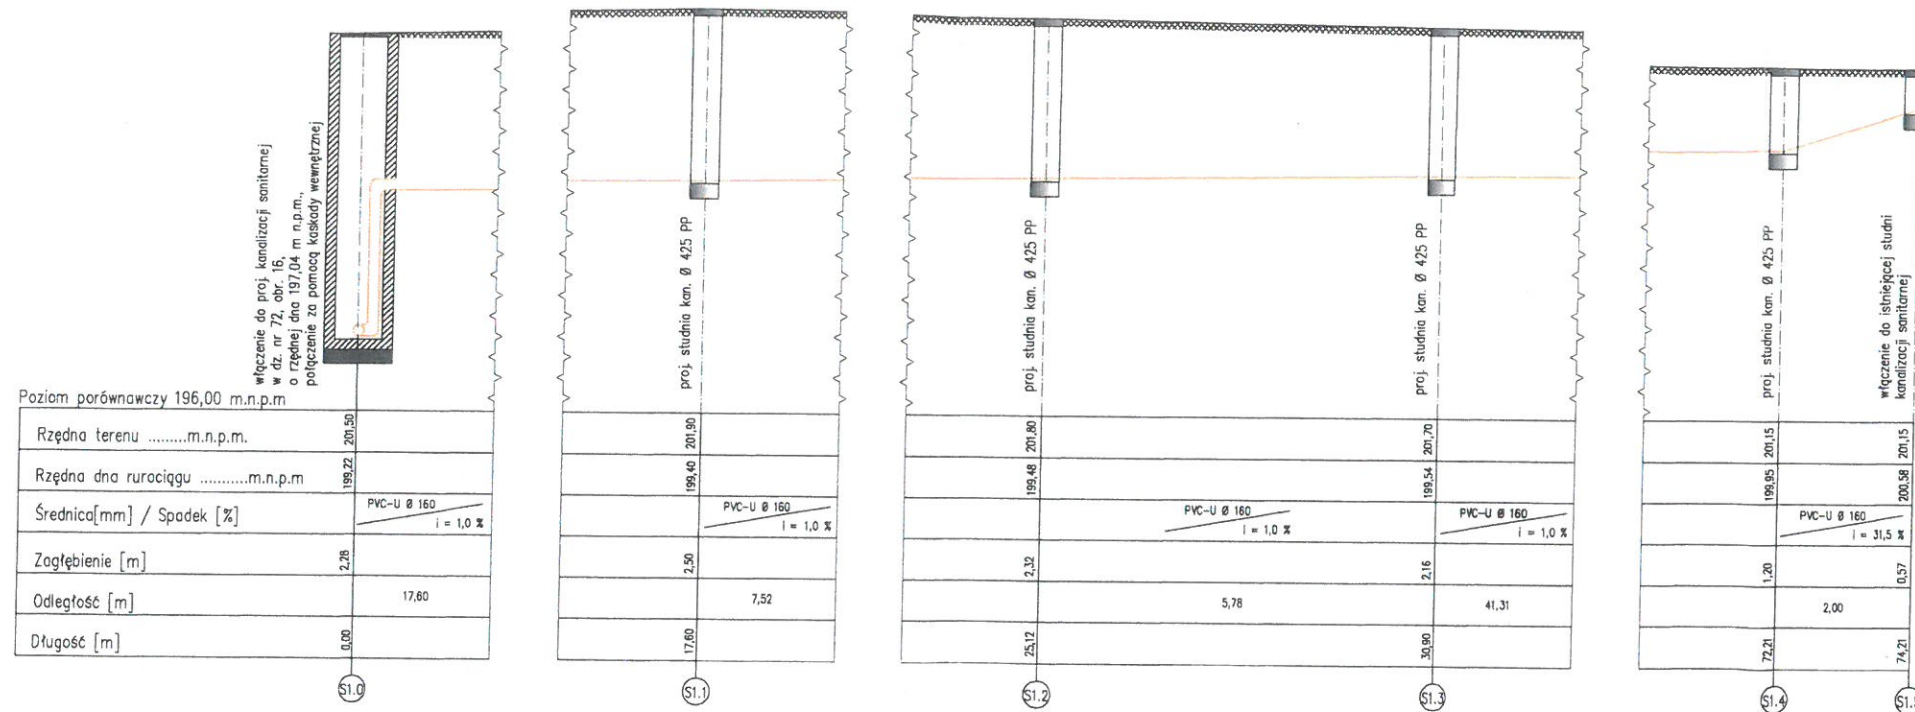 włączenie do proj. kanalizacji sanitarnej
w dz. nr 72, obr. 16,
o rzędnej dna 197,04 m n.p.m.,
połączenie za pomocą kaskady wewnętrznej
proj. studnia kan. Ø 425 PP
proj. studnia kan. Ø 425 PP
proj. studnia kan. Ø 425 PP
proj. studnia kan. Ø 425 PP
włączenie do istniejącej studni
kanalizacji sanitarnej
Poziom porównawczy 196,00 m.n.p.m
Rzędna terenu .........m.n.p.m. 201,50 201,90 201,80 201,70 201,15 201,15
Rzędna dna rurociągu ...........m.n.p.m 199,22 199,40 199,48 199,54 199,95 200,58
Średnica[mm] / Spadek [%] PVC-U Ø 160 i = 1,0 % PVC-U Ø 160 i = 1,0 % PVC-U Ø 160 i = 1,0 % PVC-U Ø 160 i = 1,0 % PVC-U Ø 160 i = 31,5 %
Zagłębienie [m] 2,28 2,50 2,32 2,16 1,20 0,57
Odległość [m] 17,60 7,52 5,78 41,31 2,00
Długość [m] 0,00 17,60 25,12 30,90 72,21 74,21
S1.0 S1.1 S1.2 S1.3 S1.4